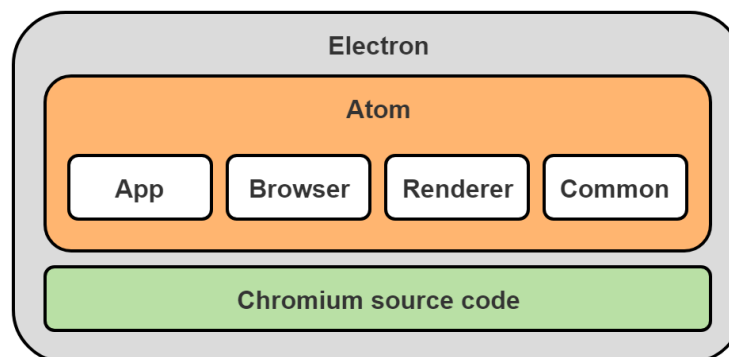 Electron
Atom
App Browser Renderer Common
Chromium source code